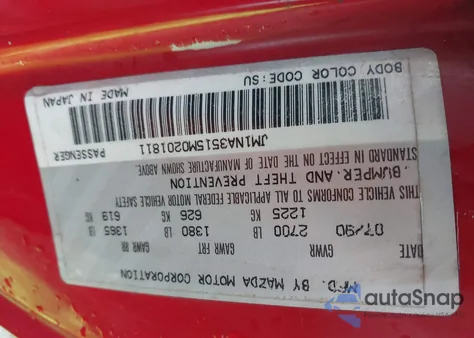 MFD. BY MAZDA MOTOR CORPORATION
07/90 GVWR GAWR FRT GAWR RR
2700 LB 1380 LB 1365 LB
1225 KG 626 KG 619 KG
THIS VEHICLE CONFORMS TO ALL APPLICABLE FEDERAL MOTOR VEHICLE SAFETY
, BUMPER, AND THEFT PREVENTION
STANDARD IN EFFECT ON THE DATE OF MANUFACTURE SHOWN ABOVE.
JM1NA3515M0201811 PASSENGER
BODY COLOR CODE:SU MADE IN JAPAN
autoSnap